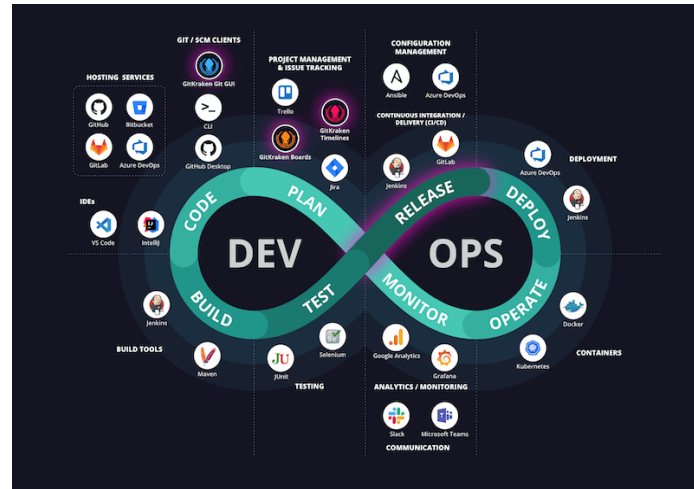 GIT / SCM CLIENTS
GitKraken Git GUI
CLI
GitHub Desktop
HOSTING SERVICES
GitHub
Bitbucket
GitLab
Azure DevOps
IDEs
VS Code
IntelliJ
PROJECT MANAGEMENT
& ISSUE TRACKING
Trello
GitKraken
Timelines
GitKraken Boards
Jira
CONFIGURATION
MANAGEMENT
Ansible
Azure DevOps
CONTINUOUS INTEGRATION /
DELIVERY (CI/CD)
GitLab
Jenkins
DEPLOYMENT
Azure DevOps
Jenkins
CODE
PLAN
RELEASE
DEPLOY
DEV
OPS
BUILD
TEST
MONITOR
OPERATE
Jenkins
BUILD TOOLS
Maven
JU
JUnit
Selenium
TESTING
Google Analytics
Grafana
ANALYTICS / MONITORING
Slack
Microsoft Teams
COMMUNICATION
Docker
Kubernetes
CONTAINERS